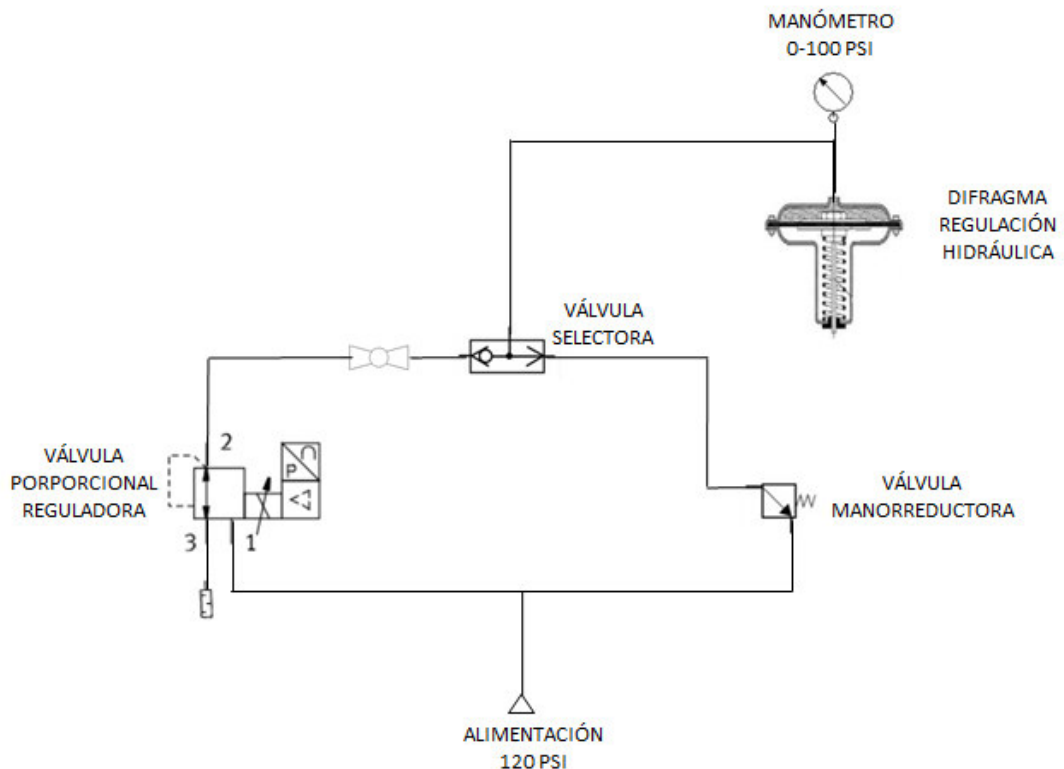 MANÓMETRO
0-100 PSI
DIFRAGMA
REGULACIÓN
HIDRÁULICA
VÁLVULA
SELECTORA
2
VÁLVULA
PORPORCIONAL
REGULADORA
P
3
1
VÁLVULA
MANORREDUCTORA
ALIMENTACIÓN
120 PSI